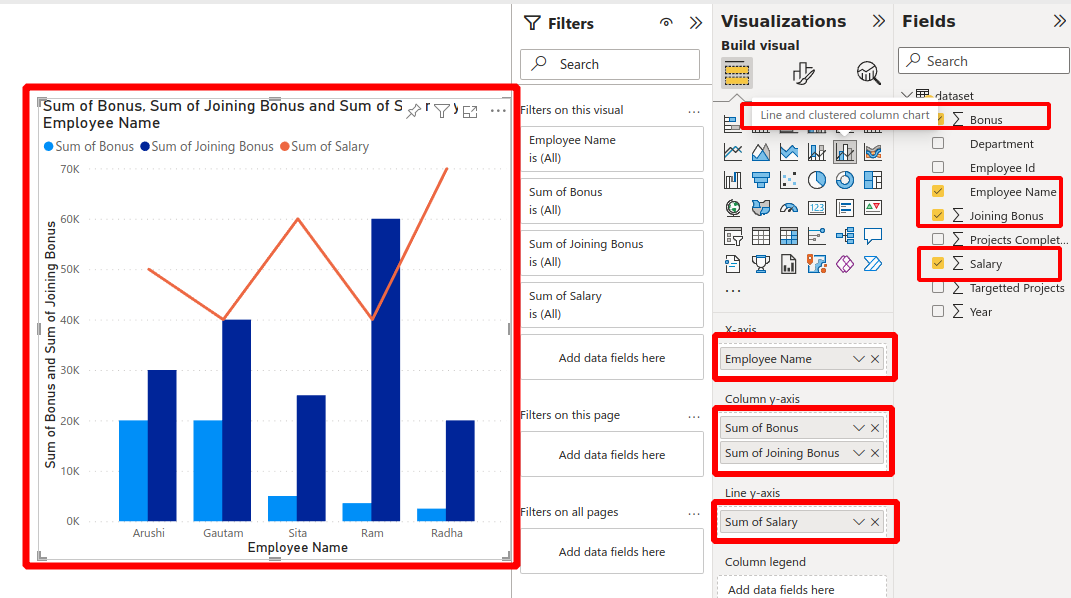 Sum of Bonus, Sum of Joining Bonus and Sum of S
Employee Name
Sum of Bonus Sum of Joining Bonus Sum of Salary
70K
60K
50K
40K
30K
20K
10K
0K
Sum of Bonus and Sum of Joining Bonus
Arushi Gautam Sita Ram Radha
Employee Name
Filters
Search
Filters on this visual ...
Employee Name
is (All)
Sum of Bonus
is (All)
Sum of Joining Bonus
is (All)
Sum of Salary
is (All)
Add data fields here
Filters on this page ...
Add data fields here
Filters on all pages ...
Add data fields here
Visualizations
Build visual
Line and clustered column chart
123
...
X-axis
Employee Name
Column y-axis
Sum of Bonus
Sum of Joining Bonus
Line y-axis
Sum of Salary
Column legend
Add data fields here
Fields
Search
dataset
Bonus
Department
Employee Id
Employee Name
Joining Bonus
Projects Complet...
Salary
Targetted Projects
Year